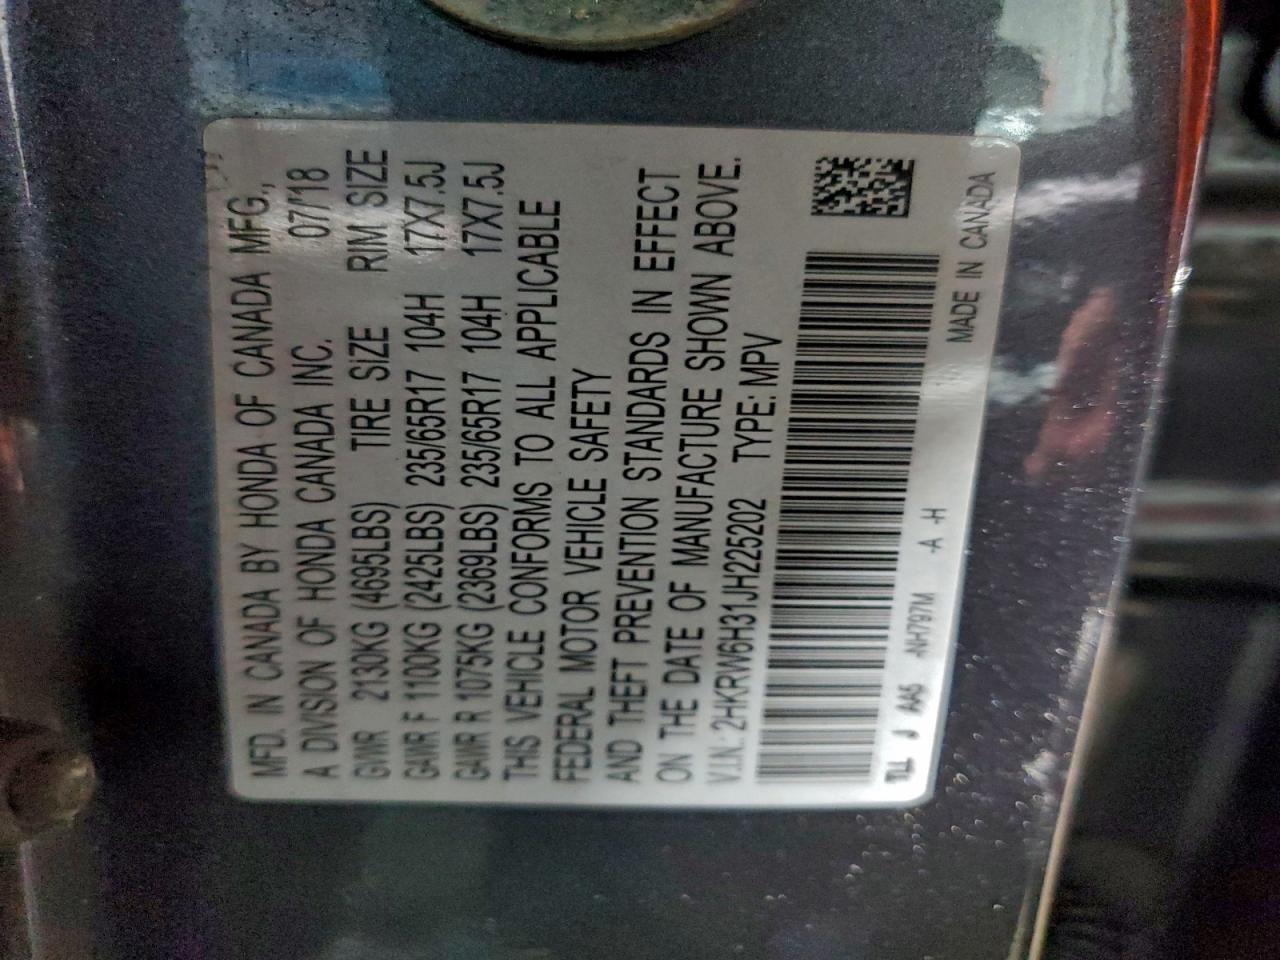 MFD. IN CANADA BY HONDA OF CANADA MFG.,
A DIVISION OF HONDA CANADA INC. 07/18
GVWR 2130KG (4695LBS) TIRE SIZE RIM SIZE
GAWR F 1100KG (2425LBS) 235/65R17 104H 17X7.5J
GAWR R 1075KG (2369LBS) 235/65R17 104H 17X7.5J
THIS VEHICLE CONFORMS TO ALL APPLICABLE
FEDERAL MOTOR VEHICLE SAFETY
AND THEFT PREVENTION STANDARDS IN EFFECT
ON THE DATE OF MANUFACTURE SHOWN ABOVE.
V.I.N. 2HKRW6H31JH225202 TYPE: MPV
TLL J AA5 -NH797M -A -H
MADE IN CANADA